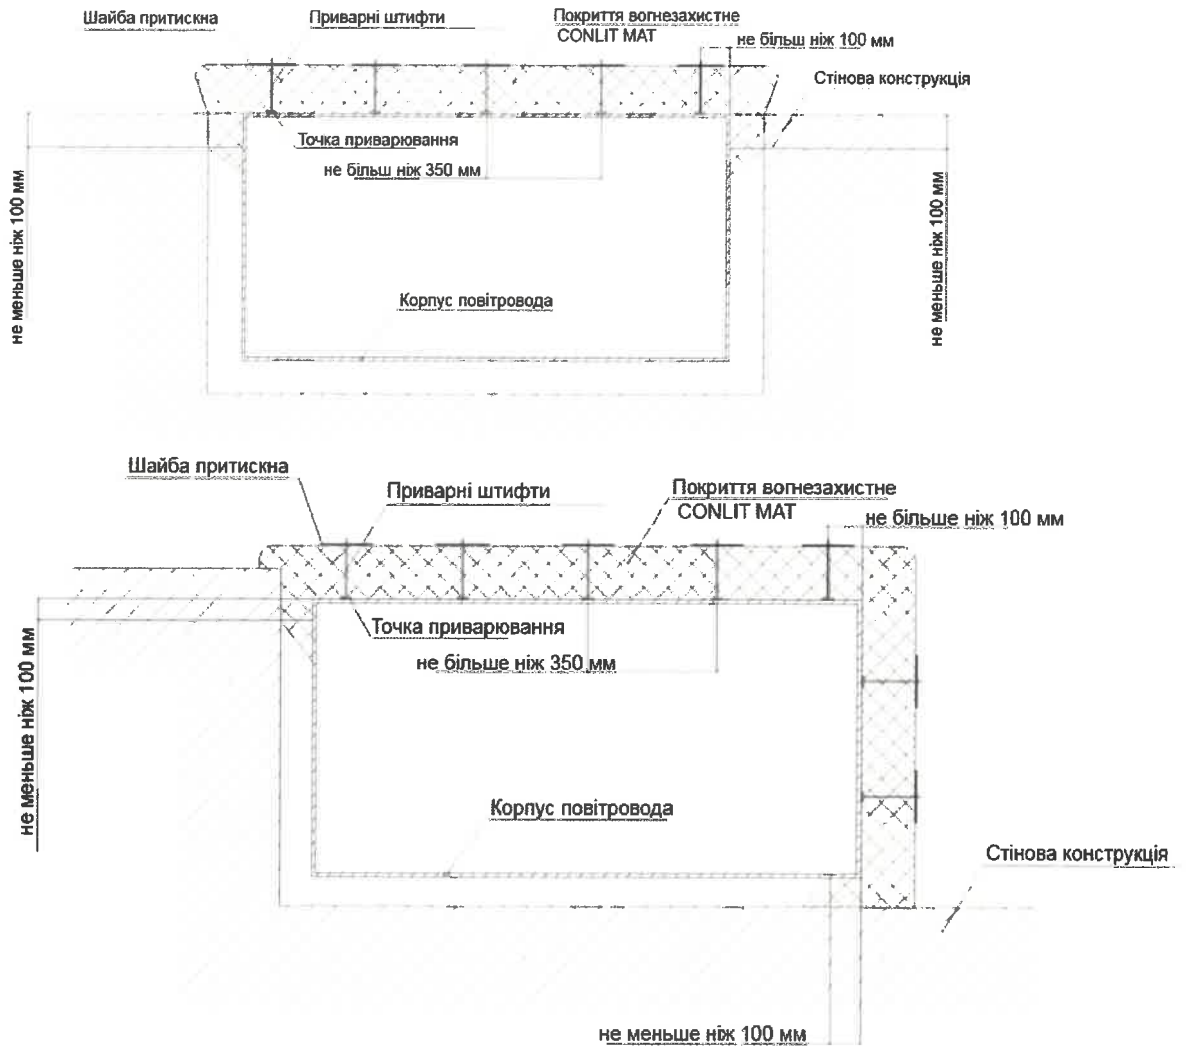 Шайба притискна
Приварні штифти
Покриття вогнезахистне
CONLIT MAT
не більш ніж 100 мм
Стінова конструкція
Точка приварювання
не більш ніж 350 мм
не меньше ніж 100 мм
не меньше ніж 100 мм
Корпус повітровода
Шайба притискна
Приварні штифти
Покриття вогнезахистне
CONLIT MAT
не більше ніж 100 мм
Точка приварювання
не більше ніж 350 мм
не меньше ніж 100 мм
Корпус повітровода
Стінова конструкція
не меньше ніж 100 мм